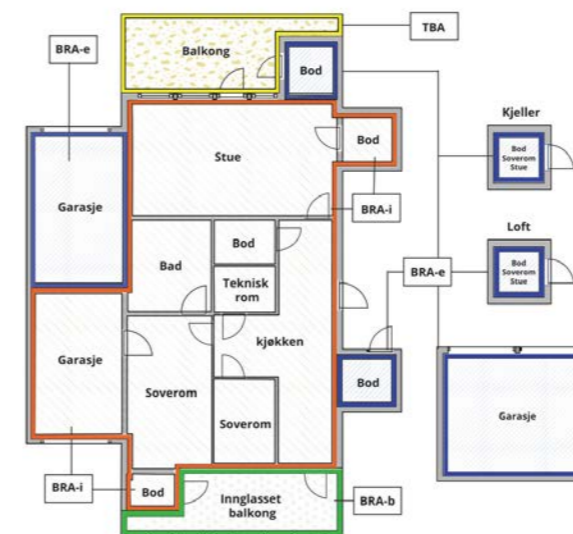 TBA
BRA-e
Balkong
Bod
Kjeller
Bod
Soverom
Stue
Stue
Bod
Garasje
BRA-i
Loft
Bod
Soverom
Stue
Bod
Bad
BRA-e
Teknisk
rom
Garasje
kjøkken
Soverom
Bod
Garasje
Soverom
BRA-i
Bod
Innglasset
balkong
BRA-b